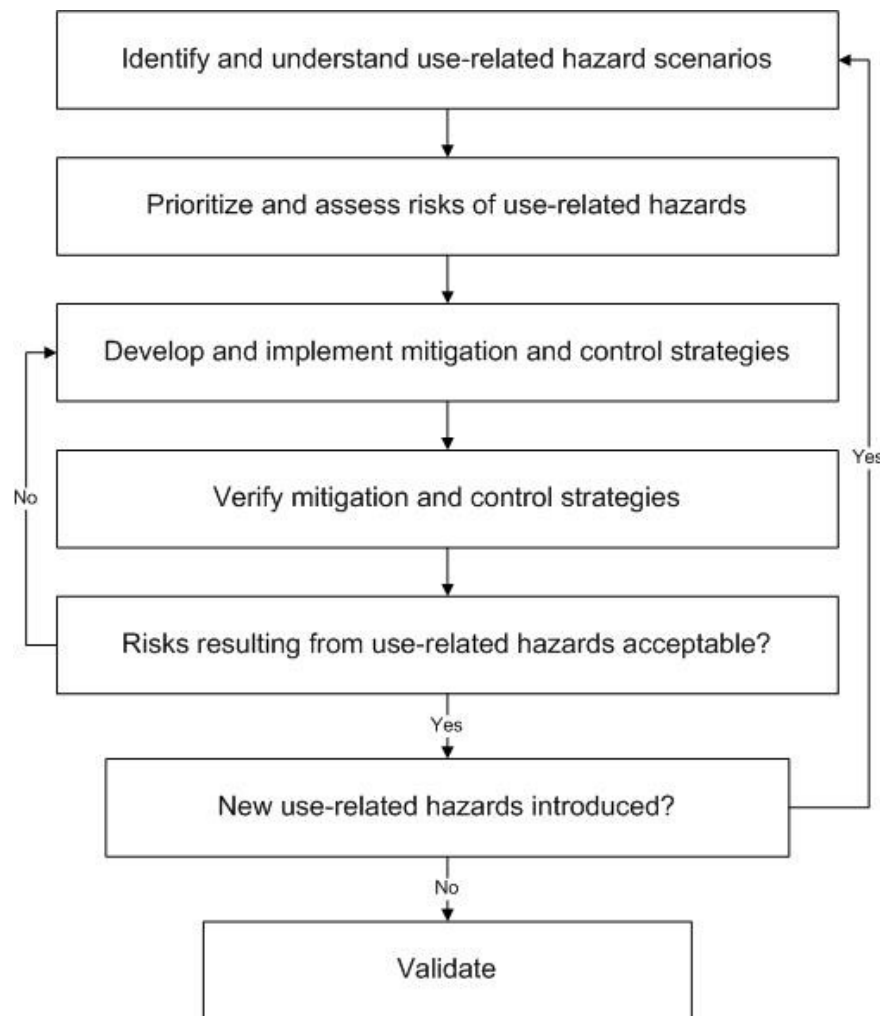 Identify and understand use-related hazard scenarios
Prioritize and assess risks of use-related hazards
Develop and implement mitigation and control strategies
Yes
No
Verify mitigation and control strategies
Risks resulting from use-related hazards acceptable?
Yes
New use-related hazards introduced?
No
Validate